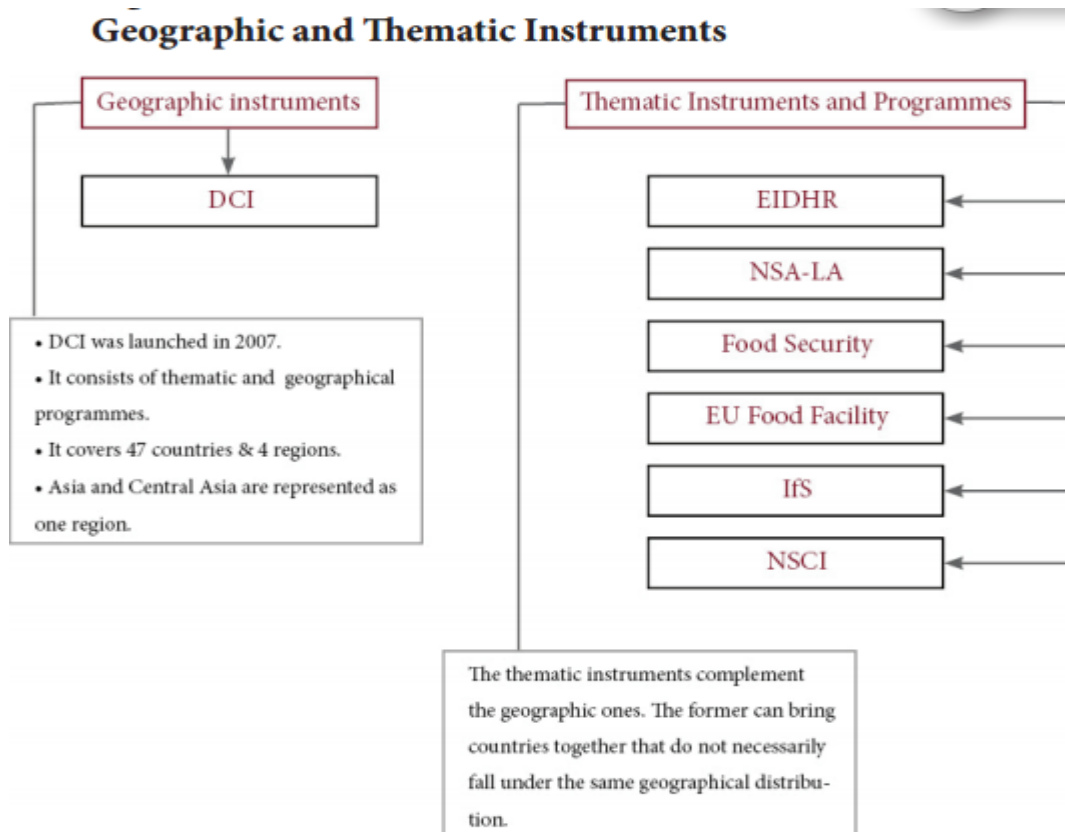 Geographic and Thematic Instruments
Geographic instruments
DCI
• DCI was launched in 2007.
• It consists of thematic and geographical
programmes.
• It covers 47 countries & 4 regions.
• Asia and Central Asia are represented as
one region.
Thematic Instruments and Programmes
EIDHR
NSA-LA
Food Security
EU Food Facility
IfS
NSCI
The thematic instruments complement
the geographic ones. The former can bring
countries together that do not necessarily
fall under the same geographical distribu-
tion.